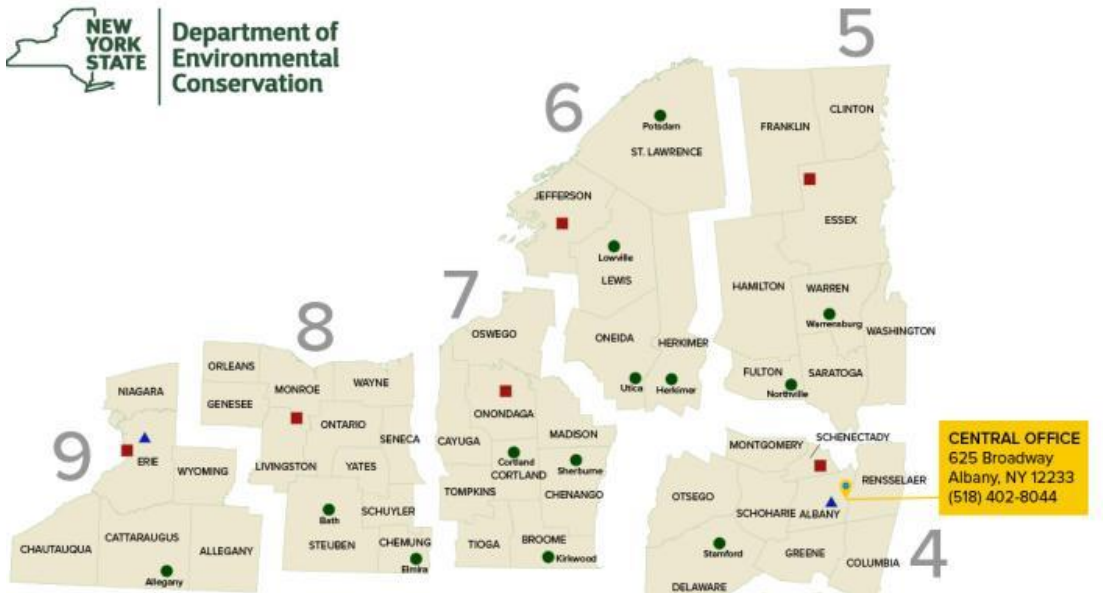 NEW
YORK
STATE
Department of
Environmental
Conservation
5
6
CLINTON
FRANKLIN
Potsdam
ST. LAWRENCE
JEFFERSON
ESSEX
Lowville
LEWIS
7
HAMILTON
WARREN
Warrensburg
WASHINGTON
OSWEGO
ONEIDA
HERKIMER
8
FULTON
SARATOGA
Northville
Utica
Herkimer
ORLEANS
MONROE
WAYNE
NIAGARA
GENESEE
ONTARIO
SENECA
ONONDAGA
CAYUGA
MADISON
SCHENECTADY
MONTGOMERY
CENTRAL OFFICE
625 Broadway
Albany, NY 12233
(518) 402-8044
9
ERIE
WYOMING
LIVINGSTON
YATES
Cortland
CORTLAND
Sherburne
RENSSELAER
TOMPKINS
CHENANGO
OTSEGO
SCHOHARIE
ALBANY
Bath
SCHUYLER
STEUBEN
CHEMUNG
Elmira
TIOGA
BROOME
Kirkwood
Stamford
GREENE
COLUMBIA
4
CHAUTAUQUA
CATTARAUGUS
ALLEGANY
Allegany
DELAWARE